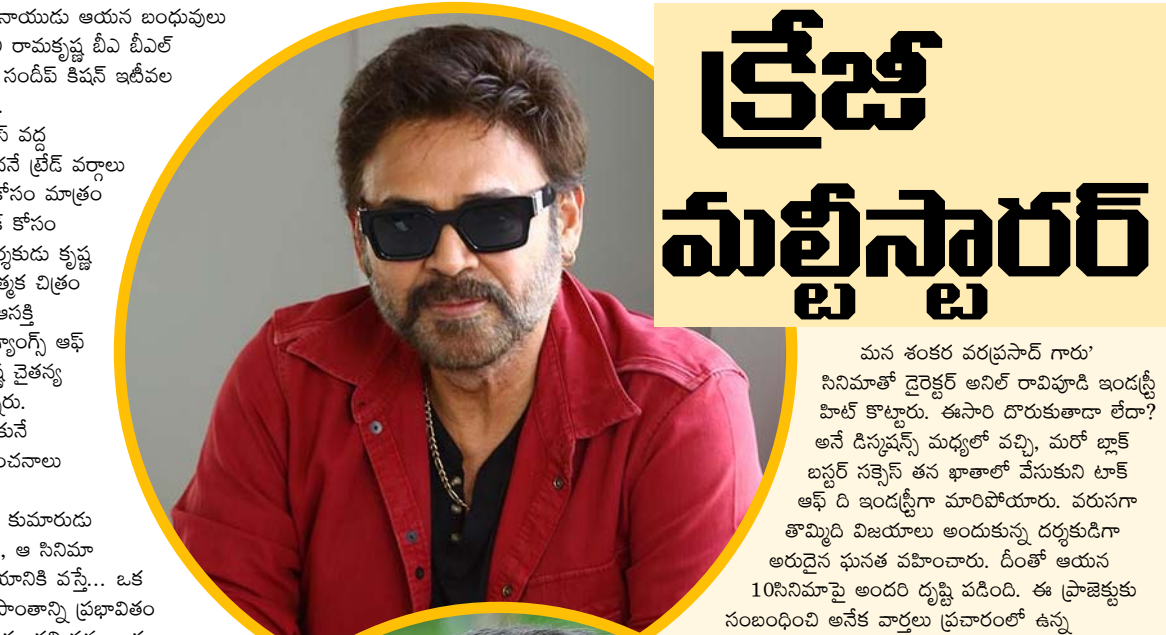 నాయుడు ఆయన బంధువులు
రామకృష్ణ బీఎ బీఎల్
సందీప్ కిషన్ ఇటీవల
వద్ద
ట్రేడ్ వర్గాలు
కోసం మాత్రం
కోసం
కృష్ణ
చిత్రం
ఆసక్తి
ఆఫ్
చైతన్య
కుమారుడు
, ఆ సినిమా
వస్తే... ఒక
ప్రభావితం
క్రేజీ
మల్టీస్టారర్
మన శంకర వరప్రసాద్ గారు'
సినిమాతో డైరెక్టర్ అనిల్ రావిపూడి ఇండస్ట్రీ
హిట్ కొట్టారు. ఈసారి దొరుకుతాడా లేదా?
అనే డిస్కషన్స్ మధ్యలో వచ్చి, మరో బ్లాక్
బస్టర్ సక్సెస్ తన ఖాతాలో వేసుకుని టాక్
ఆఫ్ ది ఇండస్ట్రీగా మారిపోయారు. వరుసగా
తొమ్మిది విజయాలు అందుకున్న దర్శకుడిగా
అరుదైన ఘనత వహించారు. దీంతో ఆయన
10సినిమాపై అందరి దృష్టి పడింది. ఈ ప్రాజెక్టుకు
సంబంధించి అనేక వార్తలు ప్రచారంలో ఉన్న